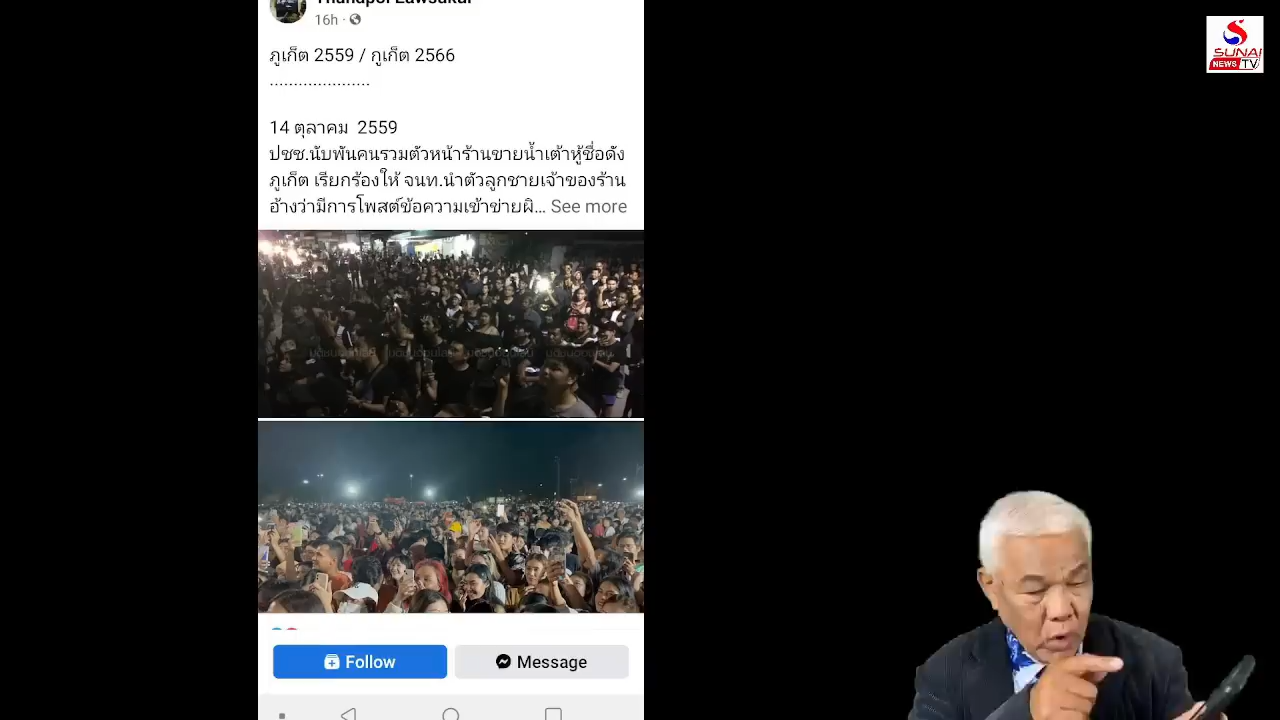 16h
ภูเก็ต 2559 / ภูเก็ต 2566
.....................
14 ตุลาคม 2559
ปชช.นับพันคนรวมตัวหน้าร้านขายน้ำเต้าหู้ชื่อดัง
ภูเก็ต เรียกร้องให้ จนท.นำตัวลูกชายเจ้าของร้าน
อ้างว่ามีการโพสต์ข้อความเข้าข่ายผิ... See more
Follow
Message
SUNAI
NEWS TV